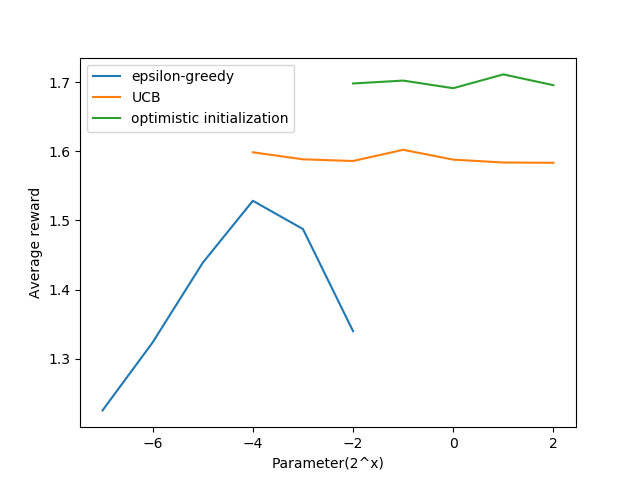 epsilon-greedy
UCB
optimistic initialization
1.7
1.6
1.5
1.4
1.3
Average reward
−6 −4 −2 0 2
Parameter(2^x)